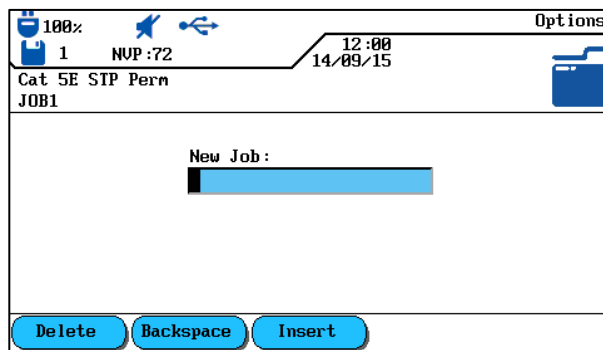 100%
Options
1 NVP:72
12:00
14/09/15
Cat 5E STP Perm
JOB1
New Job:
Delete Backspace Insert